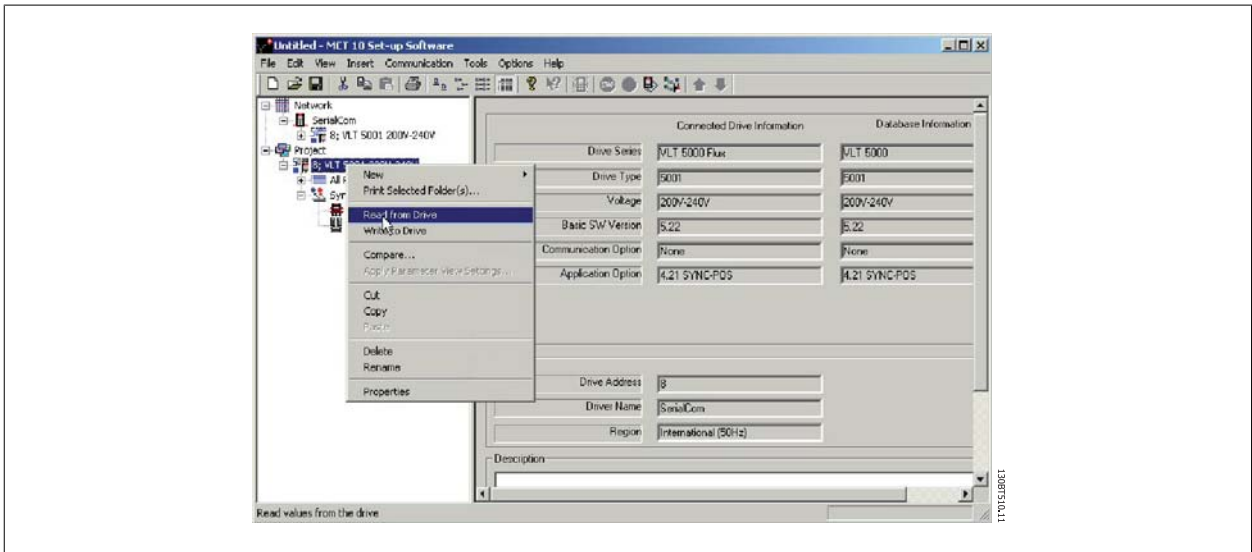 Untitled - MCT 10 Set-up Software
File Edit View Insert Communication Tools Options Help
Network
SerialCom
8; VLT 5001 200V-240V
Project
8; VLT
All
Connected Drive Information Database Information
Drive Series VLT 5000 Flux VLT 5000
Drive Type 5001 5001
Voltage 200V-240V 200V-240V
Basic SW Version 5.22 5.22
Communication Option None None
Application Option 4.21 SYNC-POS 4.21 SYNC-POS
New
Print Selected Folder(s)...
Read from Drive
Write to Drive
Compare...
Apply Parameter View Settings...
Cut
Copy
Paste
Delete
Rename
Properties
Drive Address 8
Driver Name SerialCom
Region International (50Hz)
Description
Read values from the drive
130BT510.11